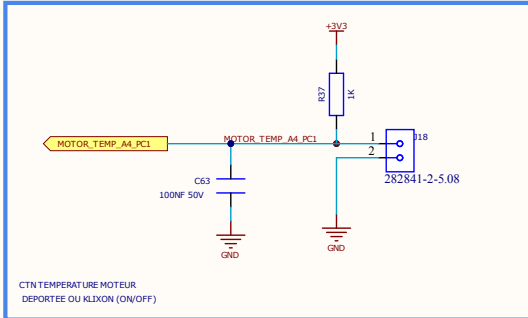 +3V3
R37
1K
MOTOR_TEMP_A4_PC1
MOTOR_TEMP_A4_PC1
1
J18
2
282841-2-5.08
C63
100NF 50V
GND
GND
CTN TEMPERATURE MOTEUR
DEPORTEE OU KLIXON (ON/OFF)